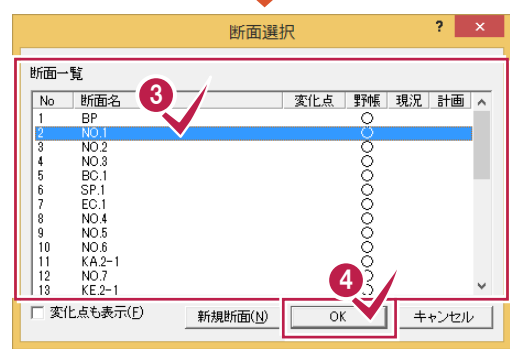 断面選択 ? ×
断面一覧
3
No 断面名 変化点 野帳 現況 計画
1 BP ○
2 NO.1 ○
3 NO.2 ○
4 NO.3 ○
5 BC.1 ○
6 SP.1 ○
7 EC.1 ○
8 NO.4 ○
9 NO.5 ○
10 NO.6 ○
11 KA.2-1 ○
12 NO.7 ○
13 KE.2-1 ○
4
変化点も表示(F) 新規断面(N) OK キャンセル